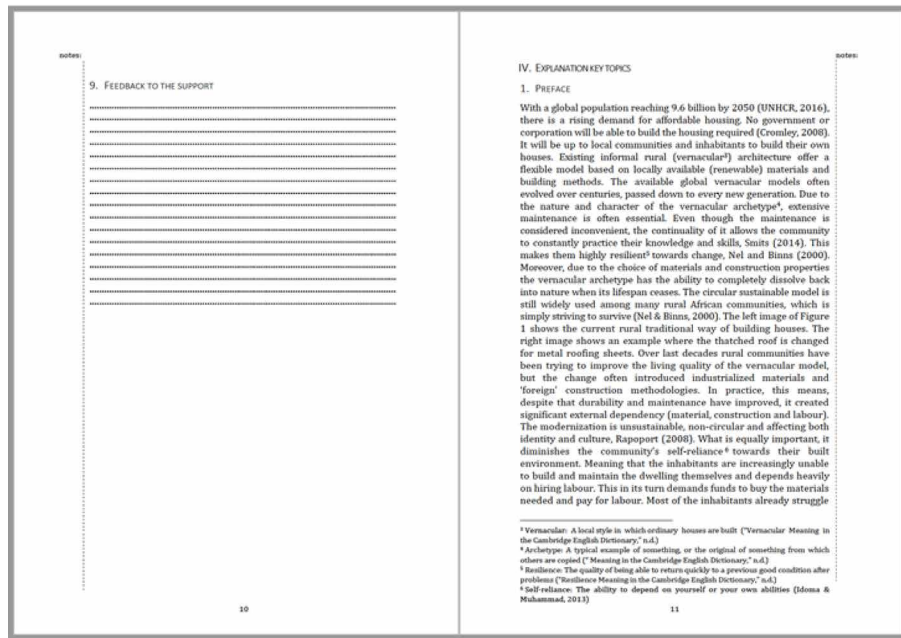 notes:
9. FEEDBACK TO THE SUPPORT
10
notes:
IV. EXPLANATION KEY TOPICS
1. PREFACE
With a global population reaching 9.6 billion by 2050 (UNHCR, 2016),
there is a rising demand for affordable housing. No government or
corporation will be able to build the housing required (Cromley, 2008).
It will be up to local communities and inhabitants to build their own
houses. Existing informal rural (vernacular³) architecture offer a
flexible model based on locally available (renewable) materials and
building methods. The available global vernacular models often
evolved over centuries, passed down to every new generation. Due to
the nature and character of the vernacular archetype⁴, extensive
maintenance is often essential. Even though the maintenance is
considered inconvenient, the continuality of it allows the community
to constantly practice their knowledge and skills, Smits (2014). This
makes them highly resilient⁵ towards change, Nel and Binns (2000).
Moreover, due to the choice of materials and construction properties
the vernacular archetype has the ability to completely dissolve back
into nature when its lifespan ceases. The circular sustainable model is
still widely used among many rural African communities, which is
simply striving to survive (Nel & Binns, 2000). The left image of Figure
1 shows the current rural traditional way of building houses. The
right image shows an example where the thatched roof is changed
for metal roofing sheets. Over last decades rural communities have
been trying to improve the living quality of the vernacular model,
but the change often introduced industrialized materials and
'foreign' construction methodologies. In practice, this means,
despite that durability and maintenance have improved, it created
significant external dependency (material, construction and labour).
The modernization is unsustainable, non-circular and affecting both
identity and culture, Rapoport (2008). What is equally important, it
diminishes the community's self-reliance⁶ towards their built
environment. Meaning that the inhabitants are increasingly unable
to build and maintain the dwelling themselves and depends heavily
on hiring labour. This in its turn demands funds to buy the materials
needed and pay for labour. Most of the inhabitants already struggle
³ Vernacular: A local style in which ordinary houses are built ("Vernacular Meaning in
the Cambridge English Dictionary," n.d.)
⁴ Archetype: A typical example of something, or the original of something from which
others are copied (" Meaning in the Cambridge English Dictionary," n.d.)
⁵ Resilience: The quality of being able to return quickly to a previous good condition after
problems ("Resilience Meaning in the Cambridge English Dictionary," n.d.)
⁶ Self-reliance: The ability to depend on yourself or your own abilities (Idoma &
Muhammad, 2013)
11